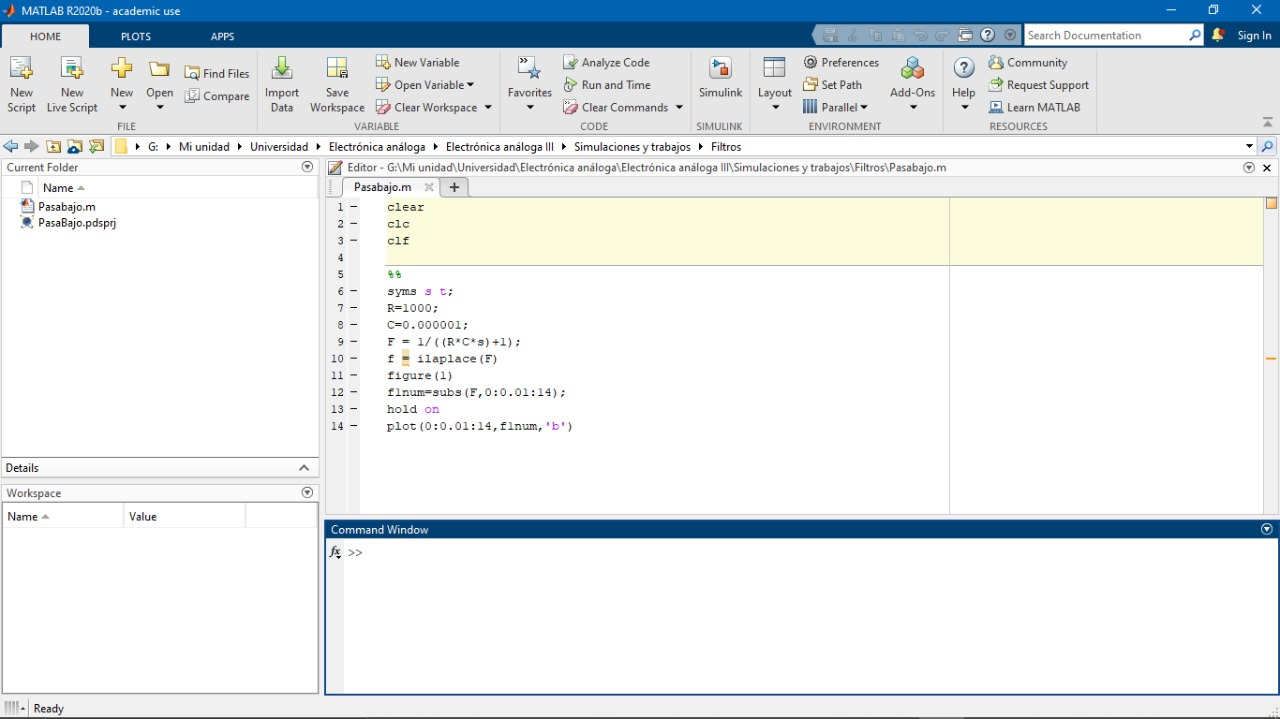 MATLAB R2020b - academic use
HOME PLOTS APPS
Search Documentation
Sign In
New Script
New Live Script
New
Open
Find Files
Compare
Import Data
Save Workspace
New Variable
Open Variable
Clear Workspace
Favorites
Analyze Code
Run and Time
Clear Commands
Simulink
Layout
Preferences
Set Path
Parallel
Add-Ons
Help
Community
Request Support
Learn MATLAB
FILE VARIABLE CODE SIMULINK ENVIRONMENT RESOURCES
G: Mi unidad Universidad Electrónica análoga Electrónica análoga III Simulaciones y trabajos Filtros
Current Folder
Name
Pasabajo.m
PasaBajo.pdsprj
Details
Workspace
Name Value
Editor - G:\Mi unidad\Universidad\Electrónica análoga\Electrónica análoga III\Simulaciones y trabajos\Filtros\Pasabajo.m
Pasabajo.m
1 - clear
2 - clc
3 - clf
4
5 %%
6 - syms s t;
7 - R=1000;
8 - C=0.000001;
9 - F = 1/((R*C*s)+1);
10 - f = ilaplace(F)
11 - figure(1)
12 - f1num=subs(F,0:0.01:14);
13 - hold on
14 - plot(0:0.01:14,f1num,'b')
Command Window
fx >>
Ready